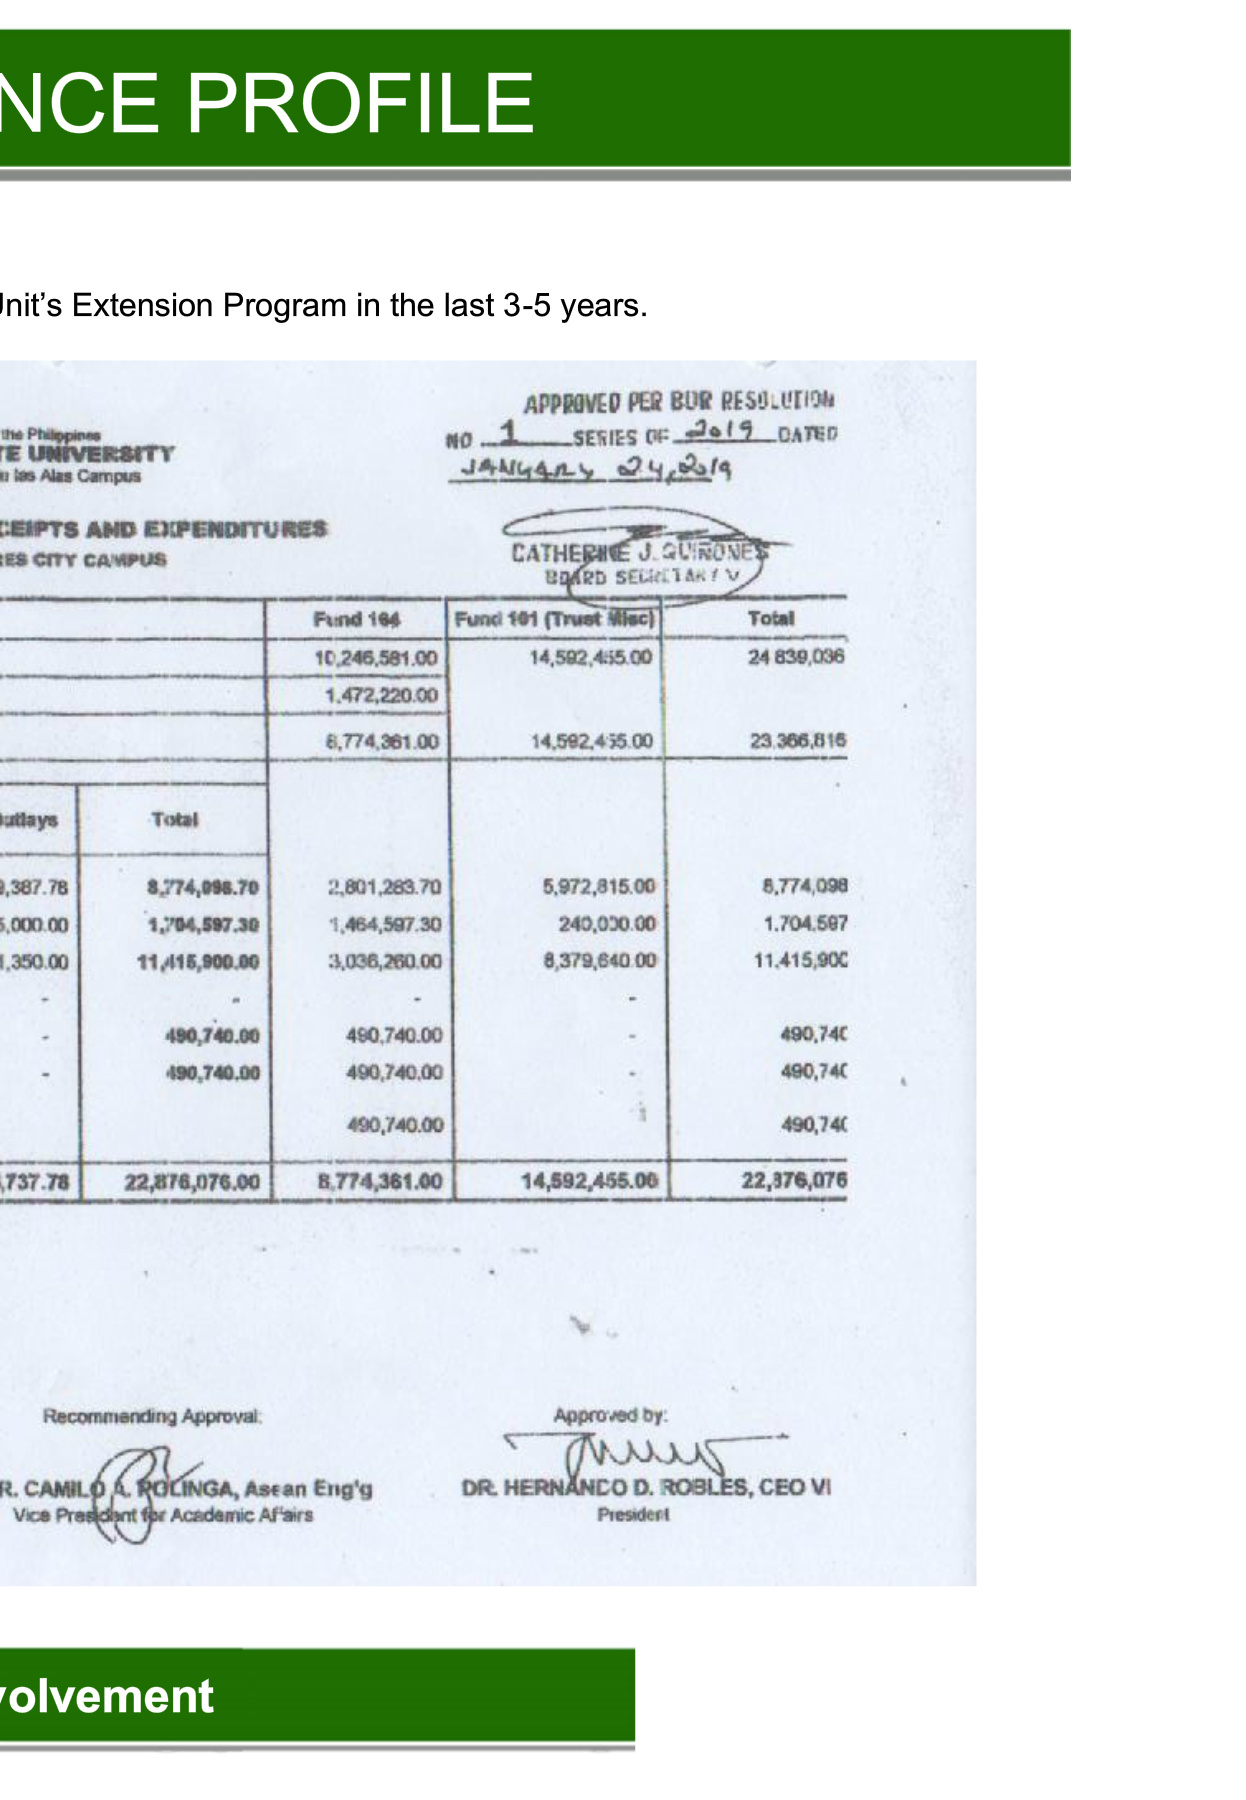 NCE PROFILE
Unit's Extension Program in the last 3-5 years.
APPROVED PER BUR RESOLUTION
the Philippines
NO 1 SERIES OF 2019 DATED
TE UNIVERSITY
JANUARY 24, 2019
las Alas Campus
CEIPTS AND EXPENDITURES
CATHERINE J. QUIÑONES
RES CITY CAMPUS
BOARD SECRETARY V
Fund 164 Fund 101 (Trust Misc) Total
10,246,581.00 14,592,455.00 24 839,036
1,472,220.00
8,774,361.00 14,592,455.00 23.366,816
utlays Total
,387.78 8,774,098.70 2,801,283.70 5,972,815.00 8,774,098
,000.00 1,704,597.30 1,464,597.30 240,000.00 1.704.597
,350.00 11,415,900.00 3,036,260.00 8,379,640.00 11.415,900
- - - -
- 490,740.00 490,740.00 - 490,740
- 490,740.00 490,740.00 - 490,740
490,740.00 490,740
,737.78 22,876,076.00 8,774,361.00 14,592,455.00 22,876,076
Recommending Approval: Approved by:
R. CAMILO A. POLINGA, Asean Eng'g DR. HERNANDO D. ROBLES, CEO VI
Vice President for Academic Affairs President
volvement